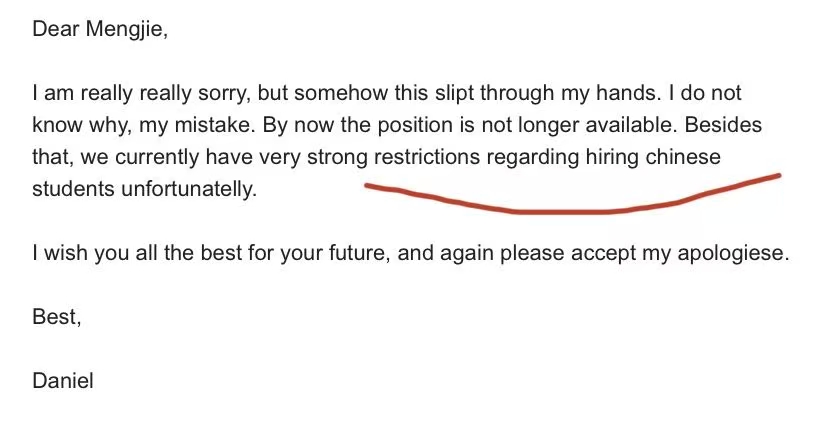 Dear Mengjie,
I am really really sorry, but somehow this slipt through my hands. I do not
know why, my mistake. By now the position is not longer available. Besides
that, we currently have very strong restrictions regarding hiring chinese
students unfortunatelly.
I wish you all the best for your future, and again please accept my apologiese.
Best,
Daniel